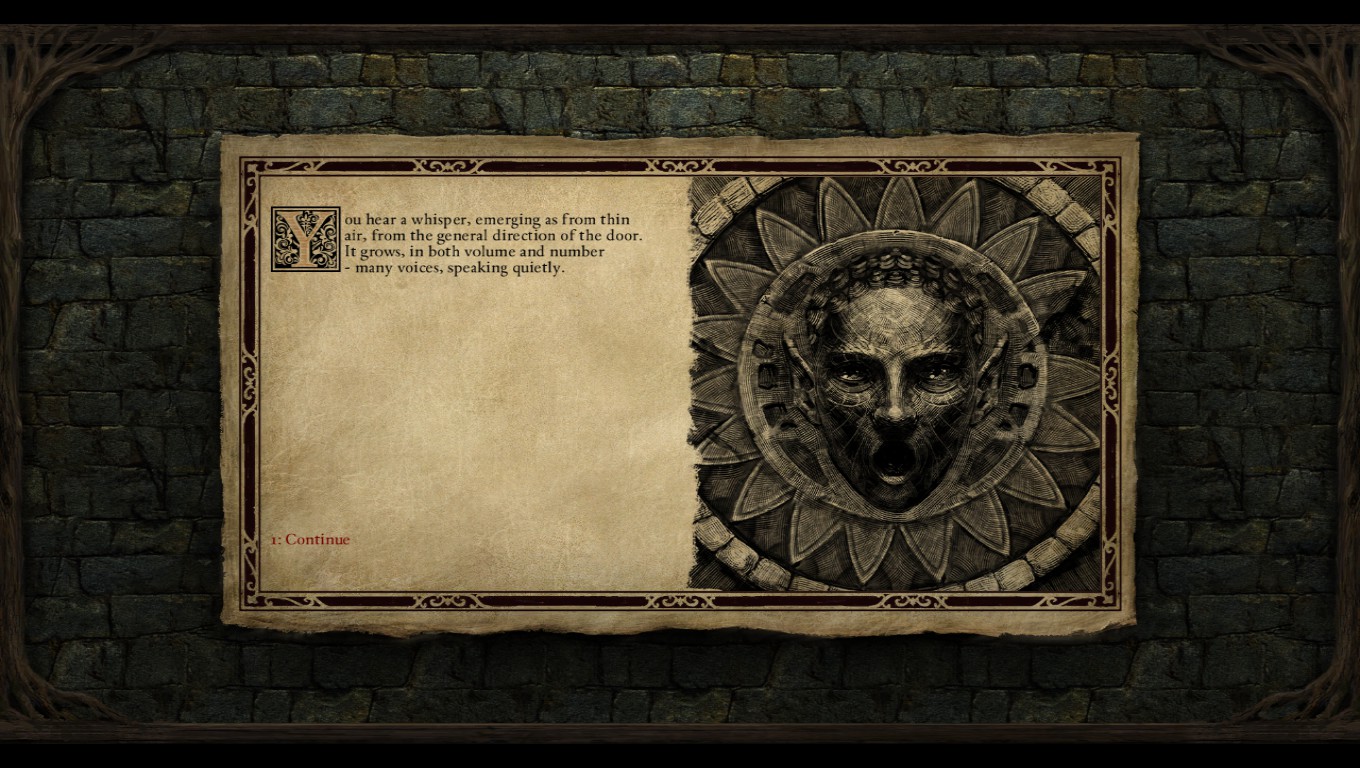 You hear a whisper, emerging as from thin
air, from the general direction of the door.
It grows, in both volume and number
- many voices, speaking quietly.
1: Continue